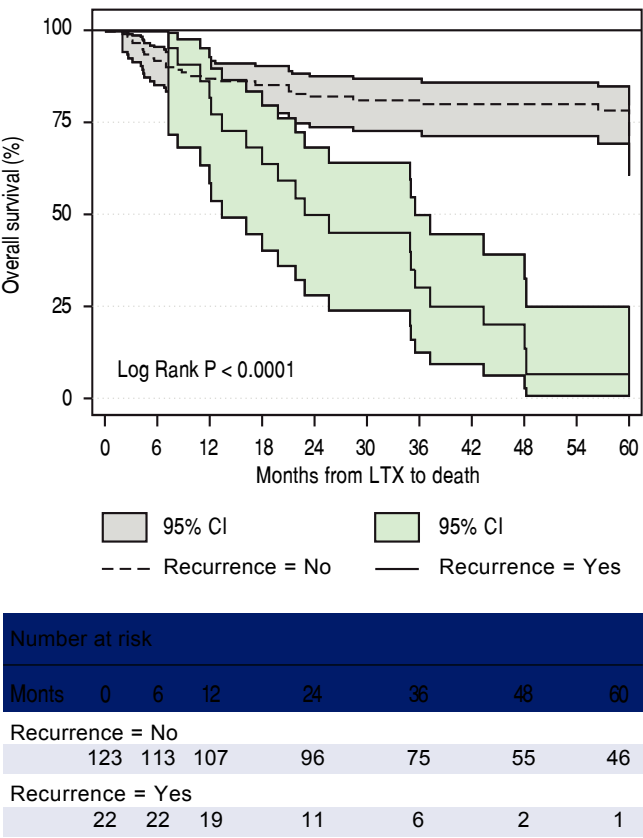 100
75
50
25
0
Overall survival (%)
Log Rank P < 0.0001
0 6 12 18 24 30 36 42 48 54 60
Months from LTX to death
95% CI 95% CI
Recurrence = No Recurrence = Yes
Number at risk
Monts 0 6 12 24 36 48 60
Recurrence = No
123 113 107 96 75 55 46
Recurrence = Yes
22 22 19 11 6 2 1